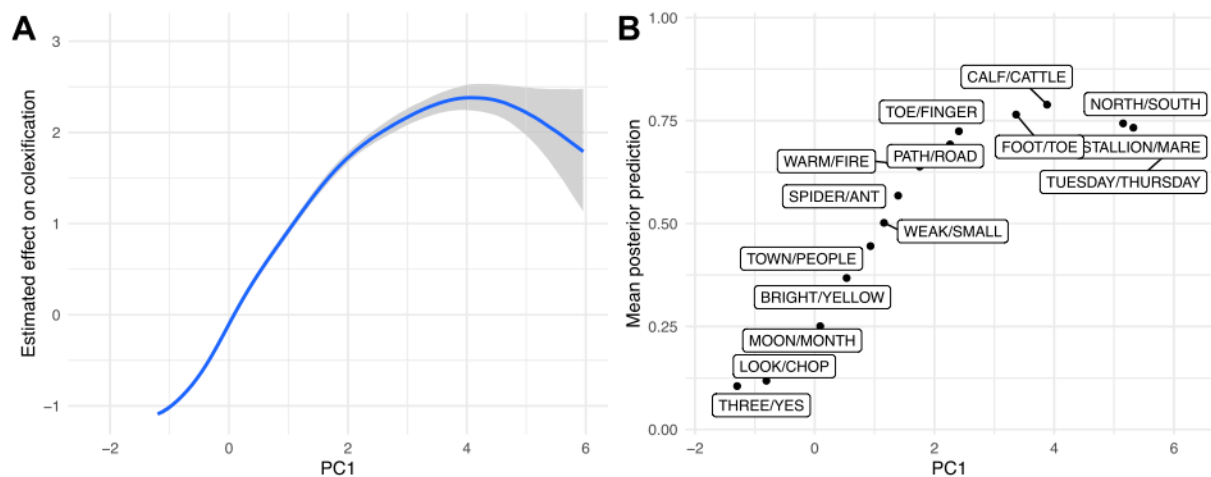 A
Estimated effect on colexification
3
2
1
0
−1
−2
0
2
4
6
PC1
B
Mean posterior prediction
1.00
0.75
0.50
0.25
0.00
CALF/CATTLE
NORTH/SOUTH
TOE/FINGER
FOOT/TOE
STALLION/MARE
WARM/FIRE
PATH/ROAD
TUESDAY/THURSDAY
SPIDER/ANT
WEAK/SMALL
TOWN/PEOPLE
BRIGHT/YELLOW
MOON/MONTH
LOOK/CHOP
THREE/YES
−2
0
2
4
6
PC1